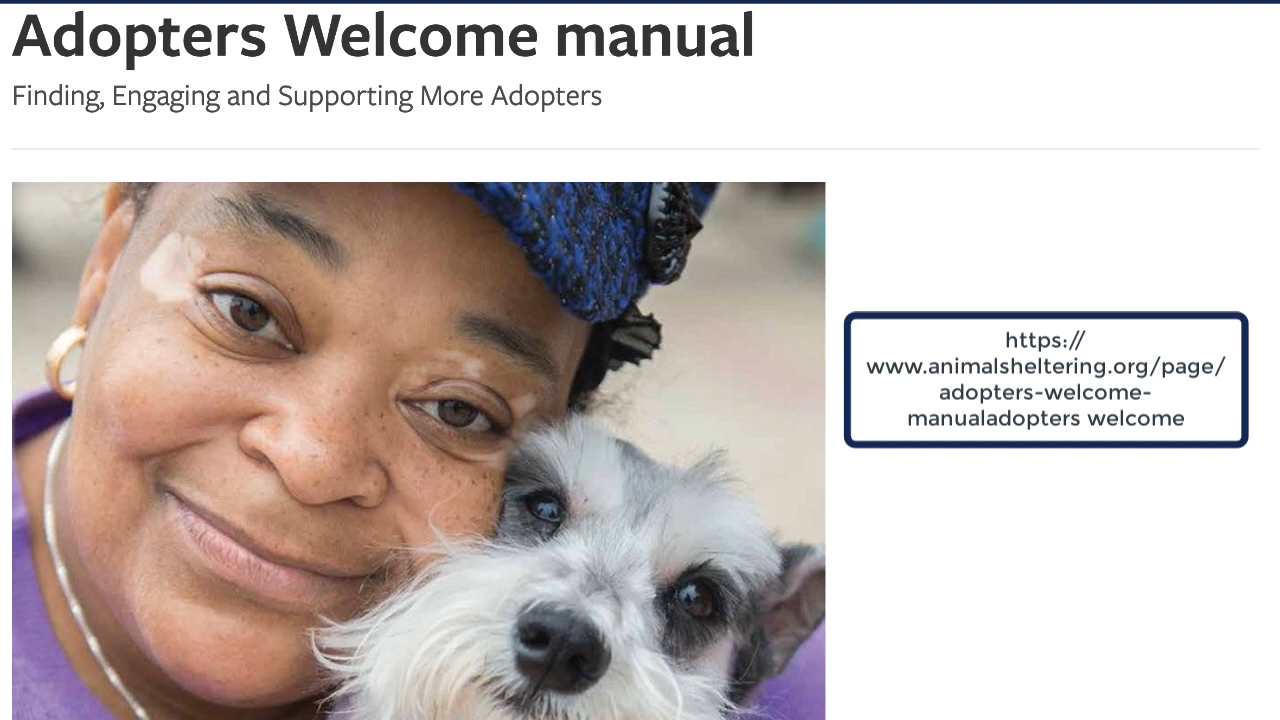 Adopters Welcome manual
Finding, Engaging and Supporting More Adopters
https://
www.animalsheltering.org/page/
adopters-welcome-
manualadopters welcome